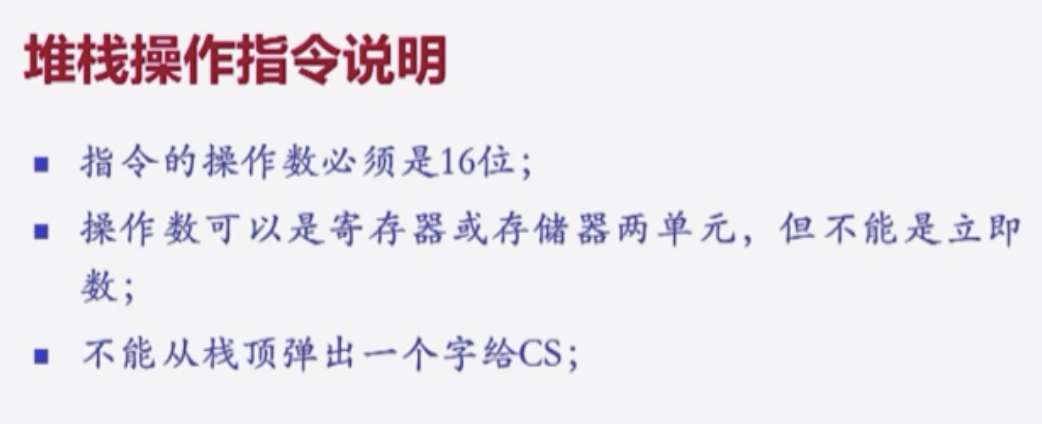 堆栈操作指令说明
指令的操作数必须是16位；
操作数可以是寄存器或存储器两单元，但不能是立即
数；
不能从栈顶弹出一个字给CS；